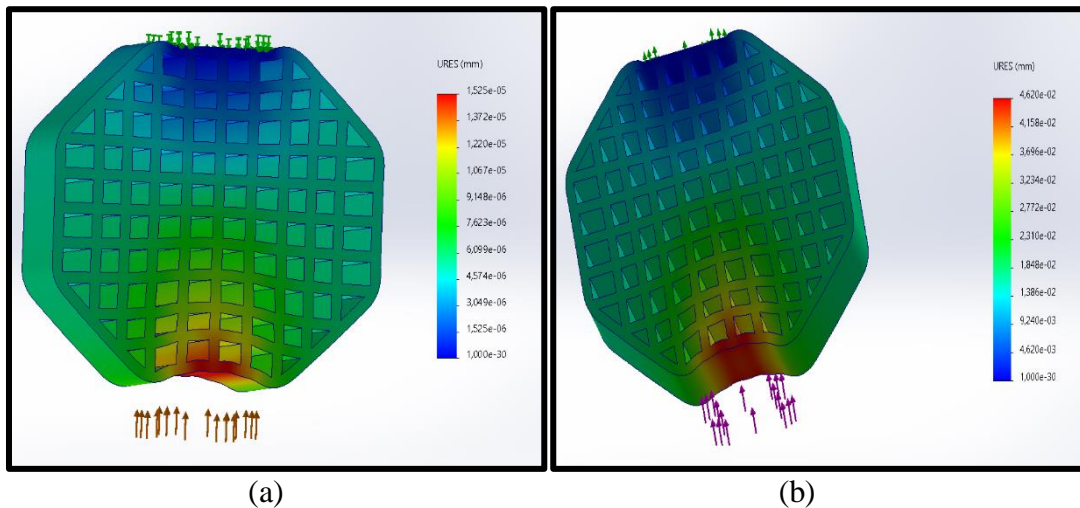 URES (mm)
1,525e-05
1,372e-05
1,220e-05
1,067e-05
9,148e-06
7,623e-06
6,099e-06
4,574e-06
3,049e-06
1,525e-06
1,000e-30
URES (mm)
4,620e-02
4,158e-02
3,696e-02
3,234e-02
2,772e-02
2,310e-02
1,848e-02
1,386e-02
9,240e-03
4,620e-03
1,000e-30
(a)
(b)